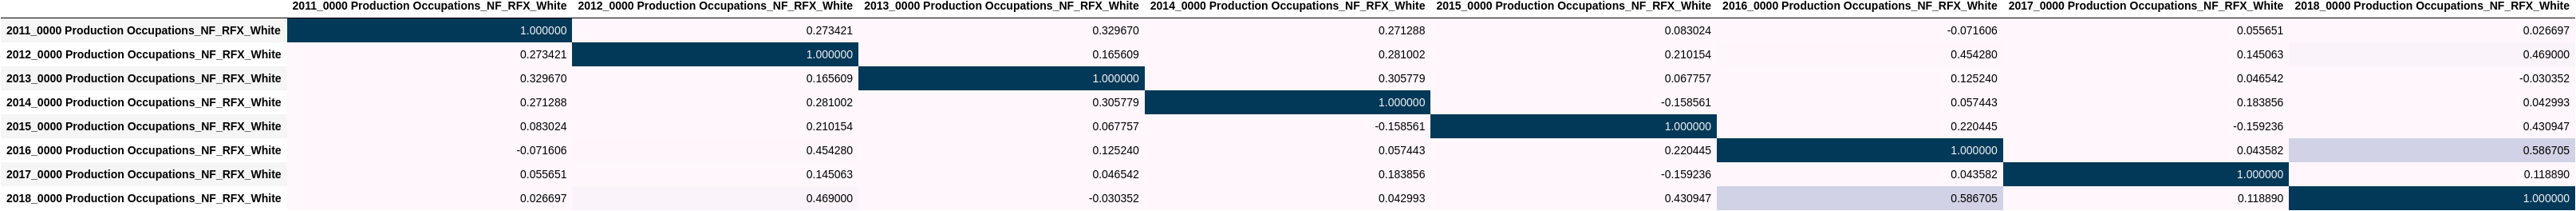 2011_0000 Production Occupations_NF_RFX_White 2012_0000 Production Occupations_NF_RFX_White 2013_0000 Production Occupations_NF_RFX_White 2014_0000 Production Occupations_NF_RFX_White 2015_0000 Production Occupations_NF_RFX_White 2016_0000 Production Occupations_NF_RFX_White 2017_0000 Production Occupations_NF_RFX_White 2018_0000 Production Occupations_NF_RFX_White
2011_0000 Production Occupations_NF_RFX_White 1.000000 0.273421 0.329670 0.271288 0.083024 -0.071606 0.055651 0.026697
2012_0000 Production Occupations_NF_RFX_White 0.273421 1.000000 0.165609 0.281002 0.210154 0.454280 0.145063 0.469000
2013_0000 Production Occupations_NF_RFX_White 0.329670 0.165609 1.000000 0.305779 0.067757 0.125240 0.046542 -0.030352
2014_0000 Production Occupations_NF_RFX_White 0.271288 0.281002 0.305779 1.000000 -0.158561 0.057443 0.183856 0.042993
2015_0000 Production Occupations_NF_RFX_White 0.083024 0.210154 0.067757 -0.158561 1.000000 0.220445 -0.159236 0.430947
2016_0000 Production Occupations_NF_RFX_White -0.071606 0.454280 0.125240 0.057443 0.220445 1.000000 0.043582 0.586705
2017_0000 Production Occupations_NF_RFX_White 0.055651 0.145063 0.046542 0.183856 -0.159236 0.043582 1.000000 0.118890
2018_0000 Production Occupations_NF_RFX_White 0.026697 0.469000 -0.030352 0.042993 0.430947 0.586705 0.118890 1.000000